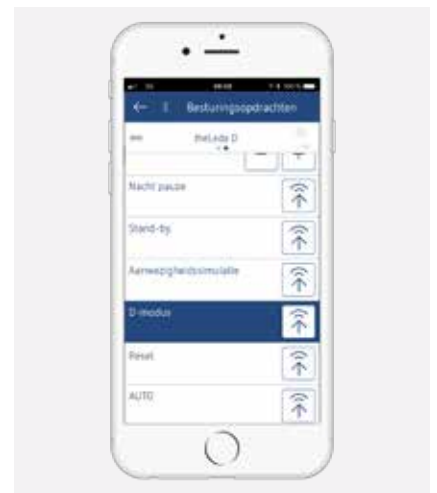 Besturingsopdrachten
theLeda D
Nacht pauze
Stand-by
Aanwezigheidssimulatie
D-modus
Reset
AUTO